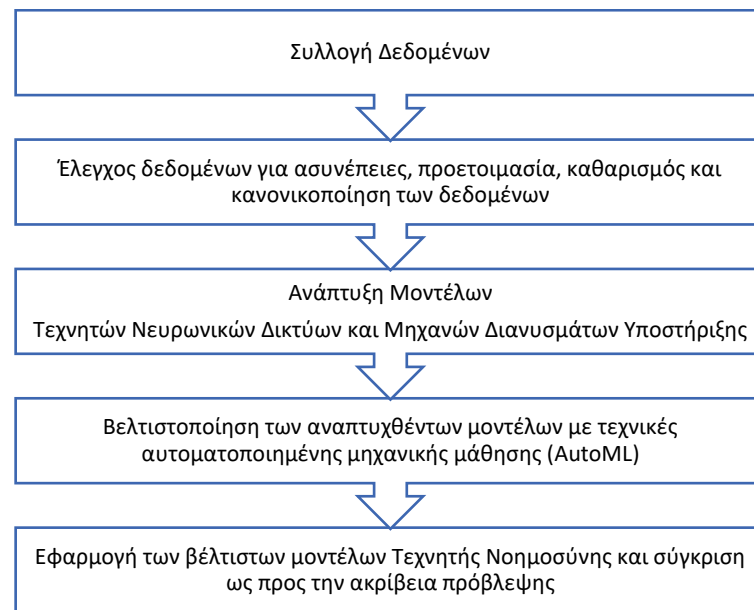 Συλλογή Δεδομένων
Έλεγχος δεδομένων για ασυνέπειες, προετοιμασία, καθαρισμός και
κανονικοποίηση των δεδομένων
Ανάπτυξη Μοντέλων
Τεχνητών Νευρωνικών Δικτύων και Μηχανών Διανυσμάτων Υποστήριξης
Βελτιστοποίηση των αναπτυχθέντων μοντέλων με τεχνικές
αυτοματοποιημένης μηχανικής μάθησης (AutoML)
Εφαρμογή των βέλτιστων μοντέλων Τεχνητής Νοημοσύνης και σύγκριση
ως προς την ακρίβεια πρόβλεψης